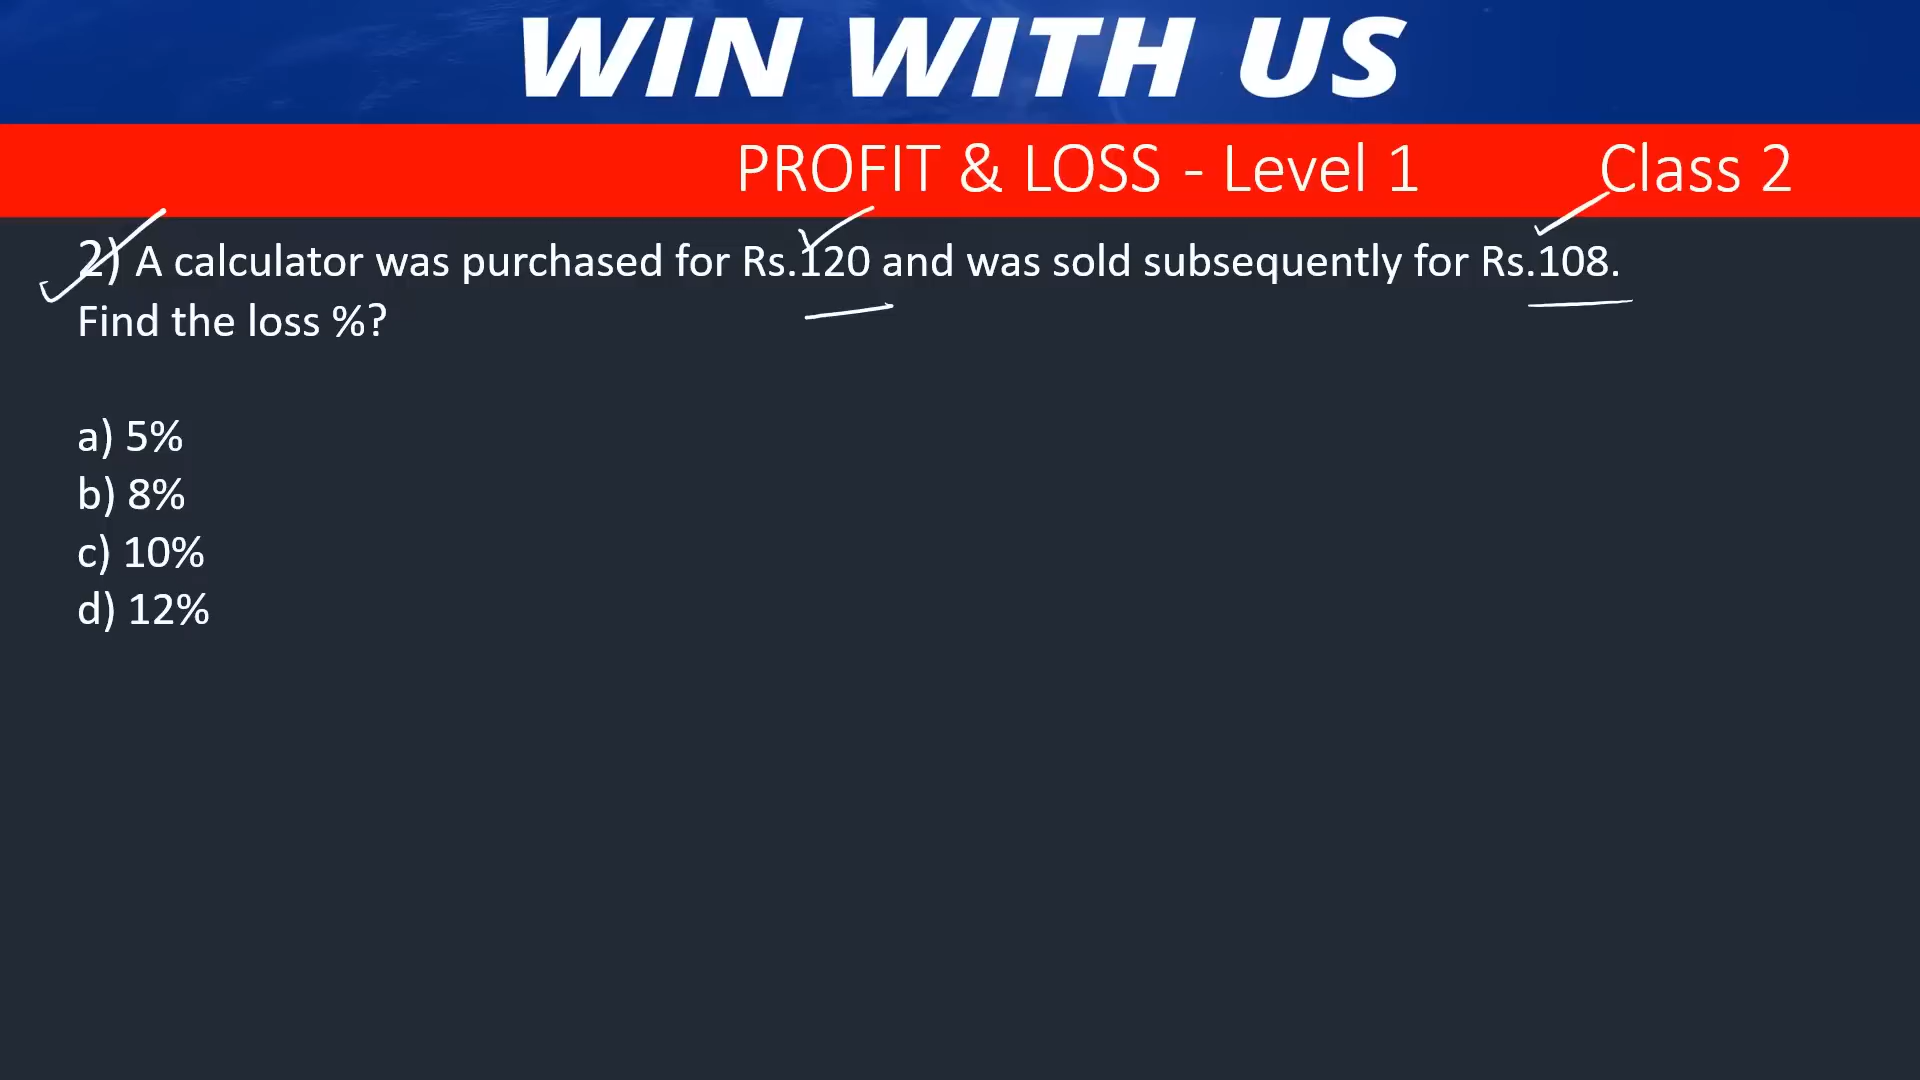 WIN WITH US
PROFIT & LOSS - Level 1 Class 2
2) A calculator was purchased for Rs.120 and was sold subsequently for Rs.108.
Find the loss %?
a) 5%
b) 8%
c) 10%
d) 12%